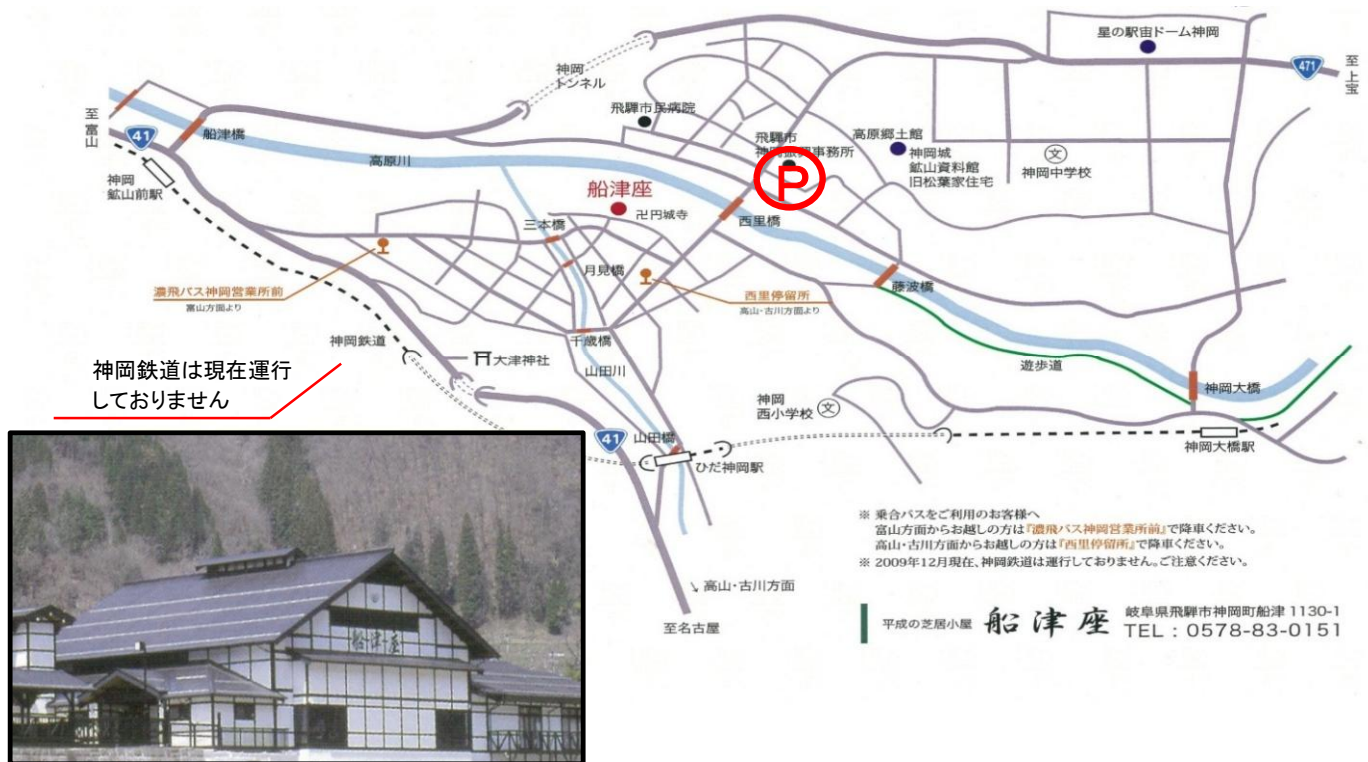 星の駅宙ドーム神岡
471
至 上宝
神岡
トンネル
飛騨市民病院
飛騨市
神岡振興事務所
P
高原郷土館
神岡城
鉱山資料館
旧松葉家住宅
文
神岡中学校
至 富山
41
船津橋
高原川
神岡
鉱山前駅
船津座
卍円城寺
三本橋
西里橋
月見橋
濃飛バス神岡営業所前
富山方面より
西里停留所
高山・古川方面より
藤波橋
神岡鉄道
千歳橋
大津神社
山田川
遊歩道
神岡鉄道は現在運行
しておりません
神岡大橋
神岡
西小学校
文
41
山田橋
ひだ神岡駅
神岡大橋駅
※ 乗合バスをご利用のお客様へ
富山方面からお越しの方は『濃飛バス神岡営業所前』で降車ください。
高山・古川方面からお越しの方は『西里停留所』で降車ください。
※ 2009年12月現在、神岡鉄道は運行しておりません。ご注意ください。
高山・古川方面
至名古屋
平成の芝居小屋 船津座 岐阜県飛騨市神岡町船津 1130-1
TEL : 0578-83-0151
船津座